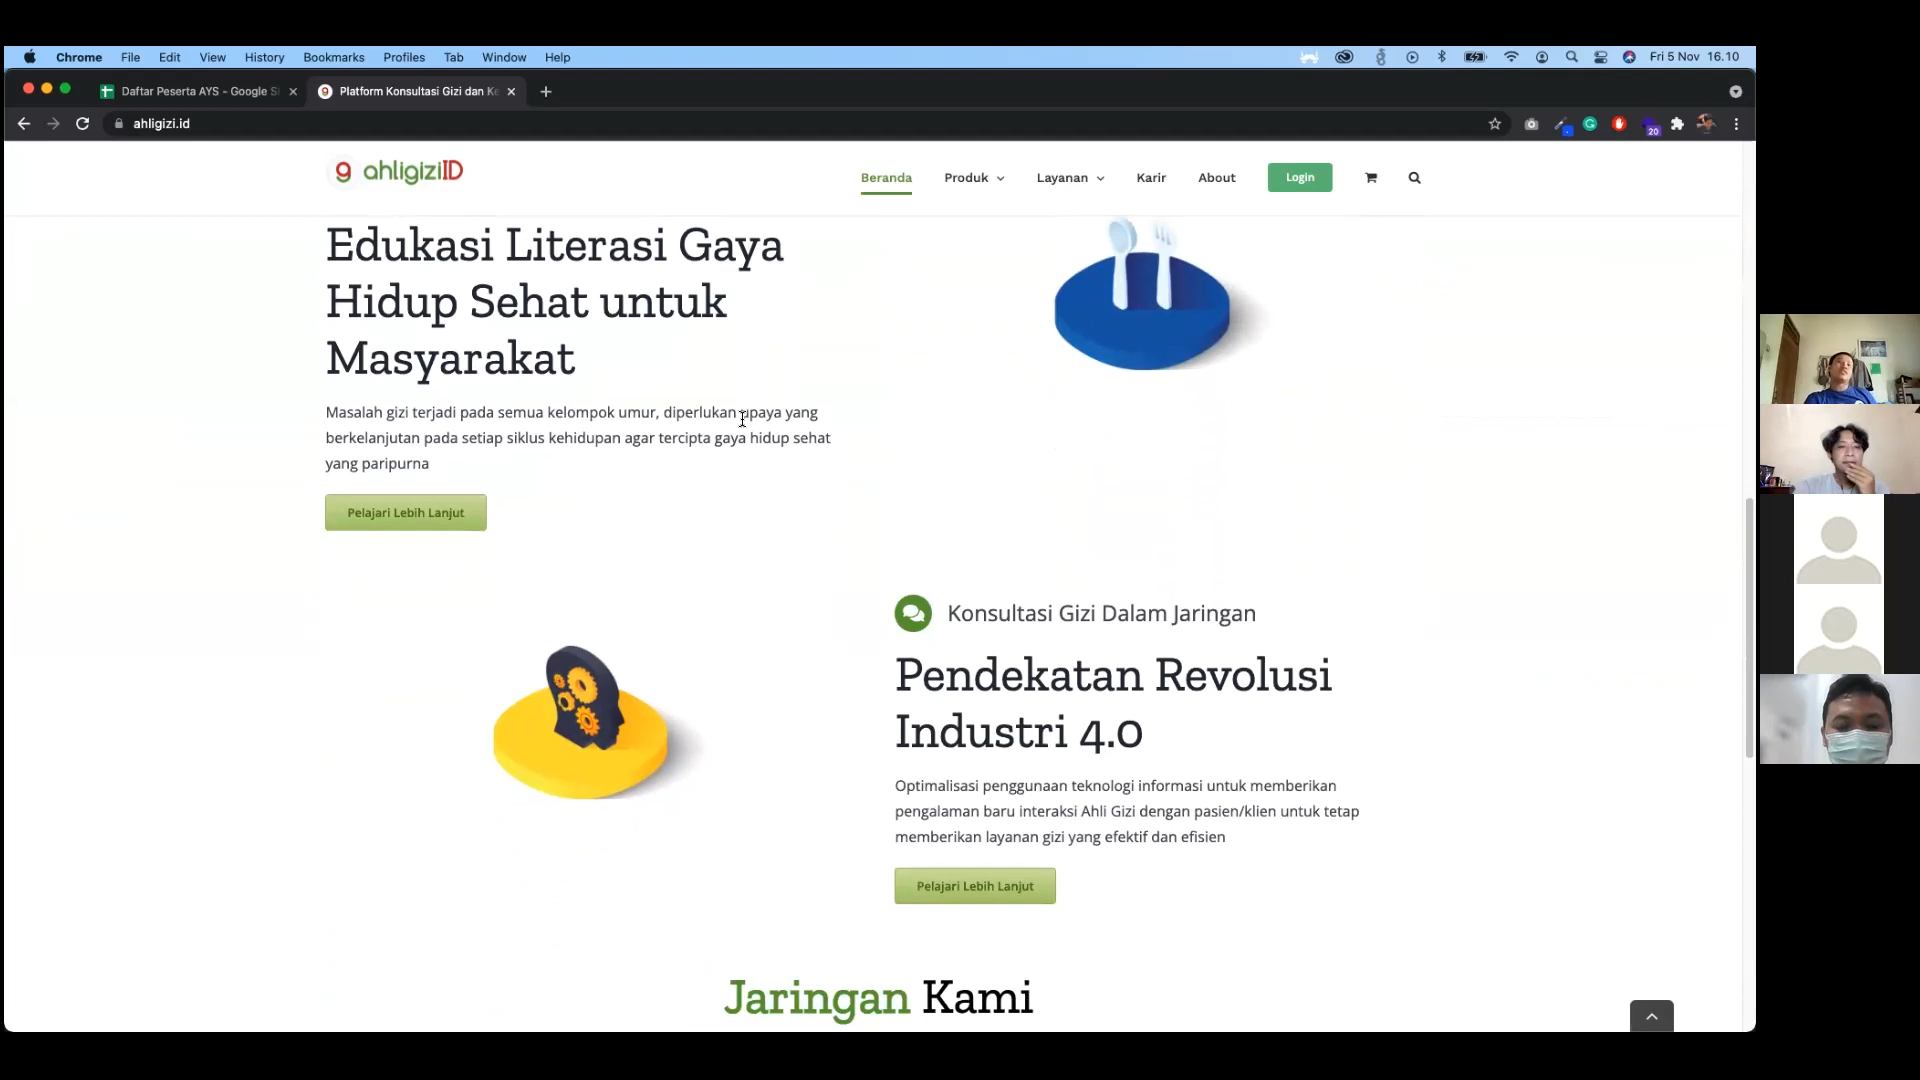 Chrome File Edit View History Bookmarks Profiles Tab Window Help Fri 5 Nov 16.10
Daftar Peserta AYS - Google S
Platform Konsultasi Gizi dan Ke
ahligizi.id
20
ahligiziID
Beranda Produk Layanan Karir About Login
Edukasi Literasi Gaya
Hidup Sehat untuk
Masyarakat
Masalah gizi terjadi pada semua kelompok umur, diperlukan upaya yang
berkelanjutan pada setiap siklus kehidupan agar tercipta gaya hidup sehat
yang paripurna
Pelajari Lebih Lanjut
Konsultasi Gizi Dalam Jaringan
Pendekatan Revolusi
Industri 4.0
Optimalisasi penggunaan teknologi informasi untuk memberikan
pengalaman baru interaksi Ahli Gizi dengan pasien/klien untuk tetap
memberikan layanan gizi yang efektif dan efisien
Pelajari Lebih Lanjut
Jaringan Kami